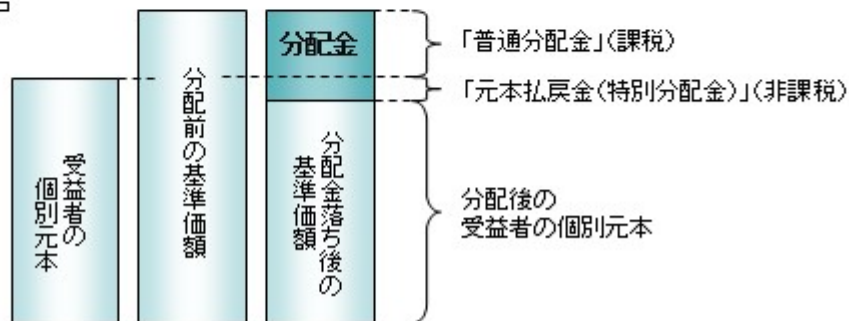 分配金
「普通分配金」(課税)
「元本払戻金(特別分配金)」(非課税)
受益者の
個別元本
分配前の基準価額
分配金落ち後の
基準価額
分配後の
受益者の個別元本